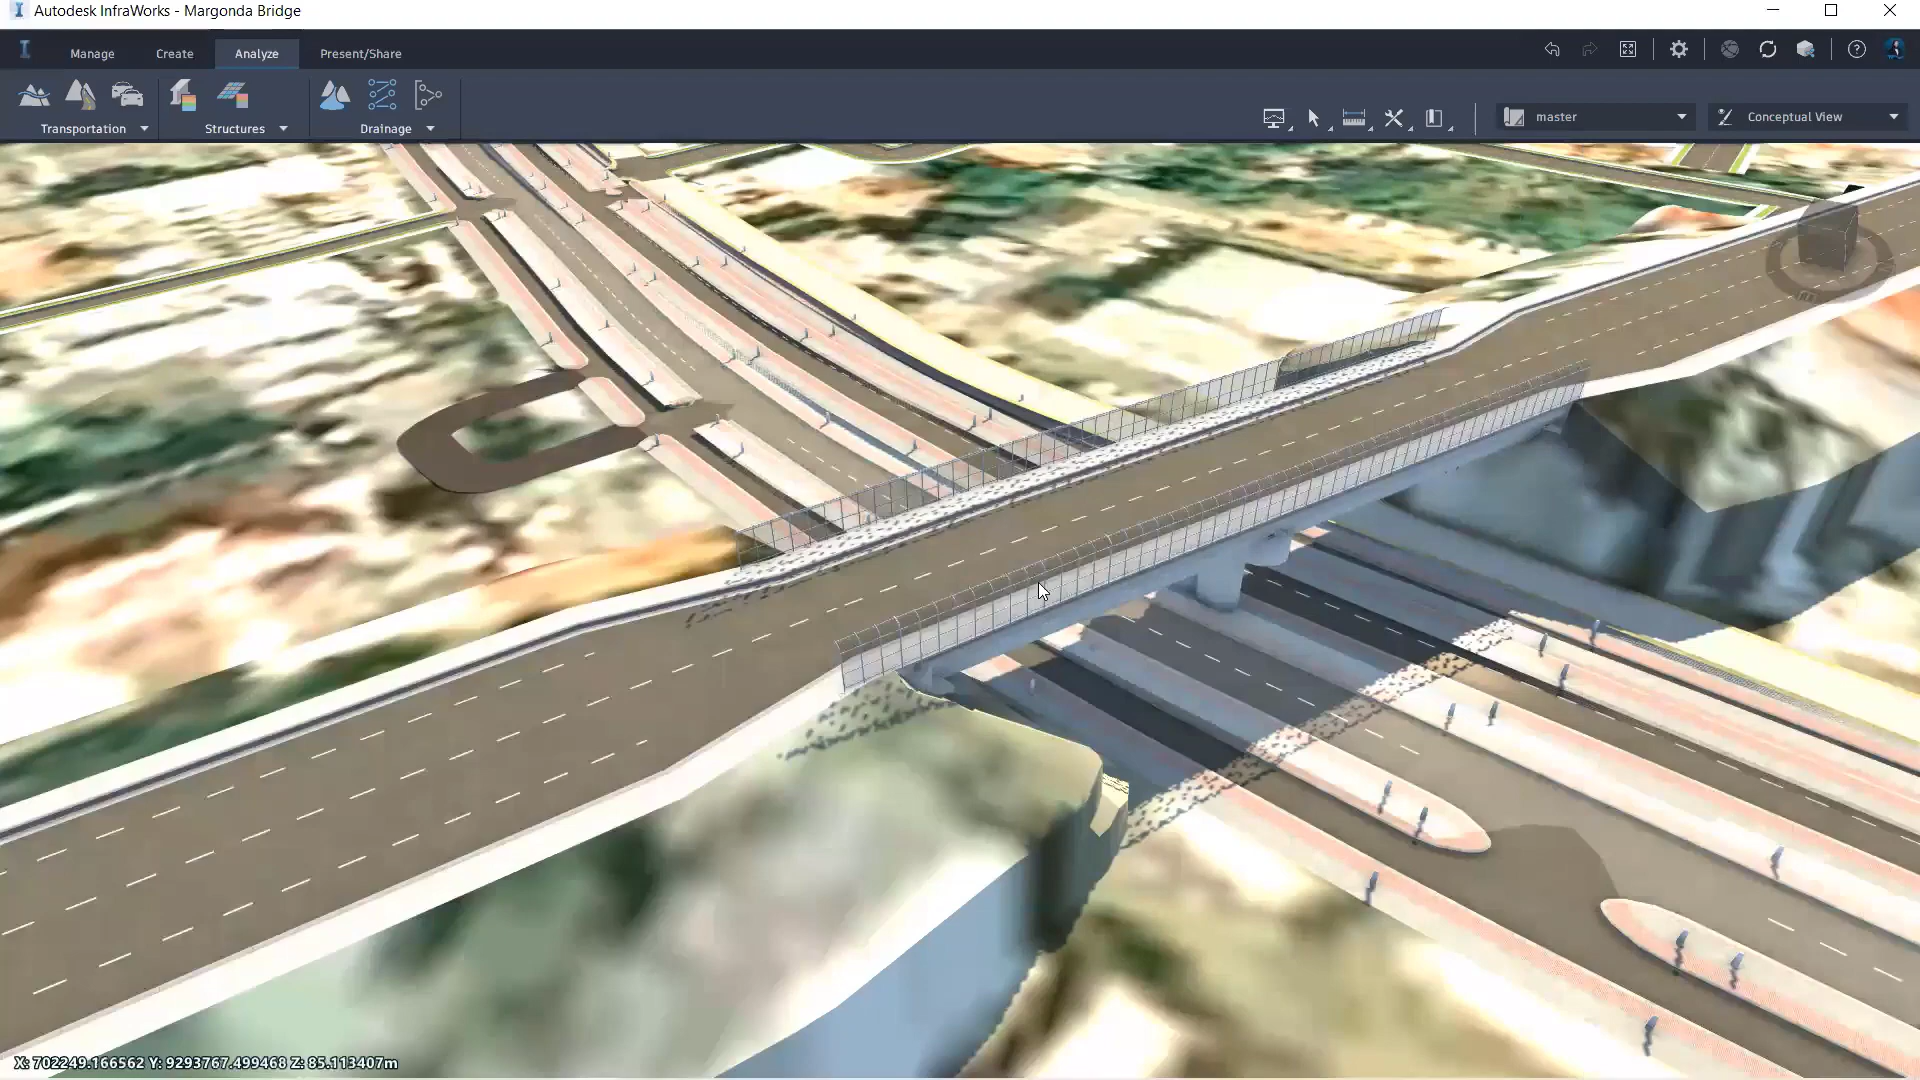 Autodesk InfraWorks - Margonda Bridge
Manage
Create
Analyze
Present/Share
Transportation
Structures
Drainage
master
Conceptual View
X: 702249.166562 Y: 9293767.499468 Z: 85.113407m